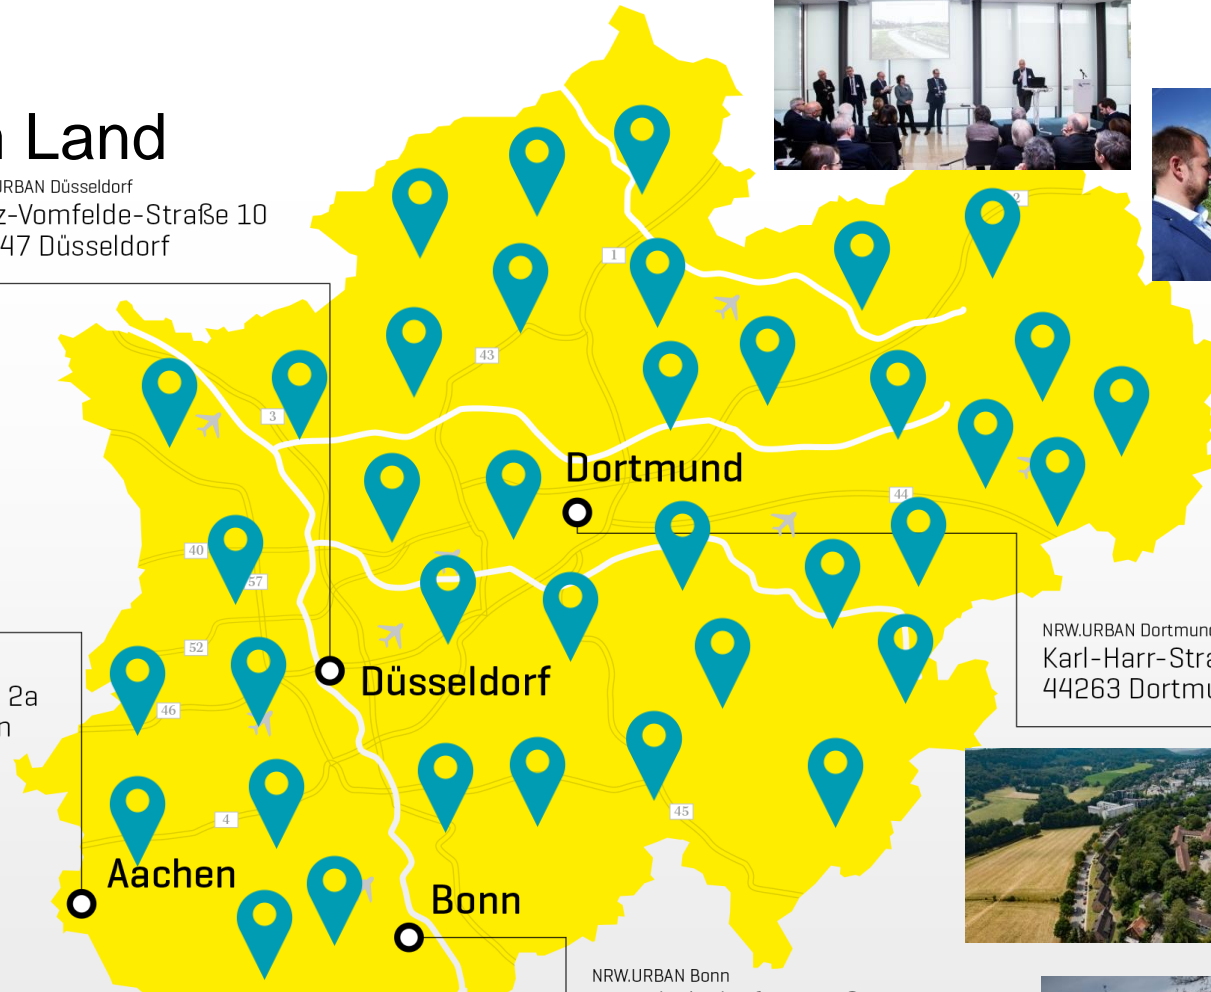 Land
Düsseldorf
-Vomfelde-Straße 10
47 Düsseldorf
2
1
43
3
Dortmund
44
40
57
NRW.URBAN Dortmund
52
Karl-Harr-Stra
Düsseldorf
44263 Dortmu
2a
46
4
45
Aachen
Bonn
NRW.URBAN Bonn